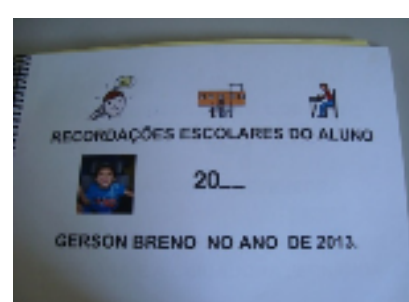 RECORDAÇÕES ESCOLARES DO ALUNO
20__
GERSON BRENO NO ANO DE 2013.